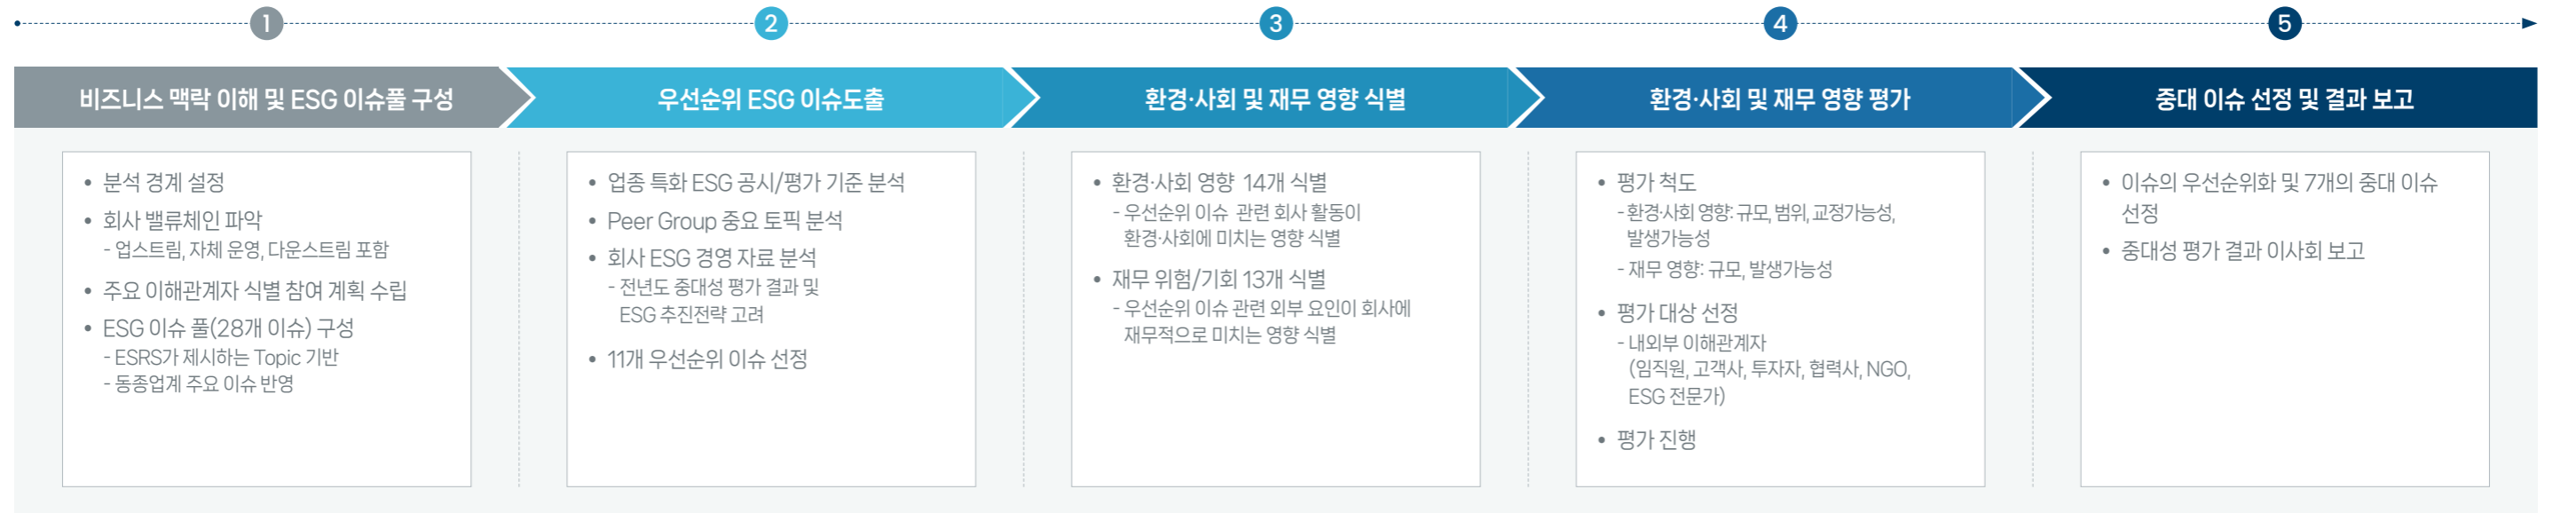 1
2
3
4
5
비즈니스 맥락 이해 및 ESG 이슈풀 구성
우선순위 ESG 이슈도출
환경·사회 및 재무 영향 식별
환경·사회 및 재무 영향 평가
중대 이슈 선정 및 결과 보고
• 분석 경계 설정
• 회사 밸류체인 파악
- 업스트림, 자체 운영, 다운스트림 포함
• 주요 이해관계자 식별 참여 계획 수립
• ESG 이슈 풀(28개 이슈) 구성
- ESRS가 제시하는 Topic 기반
- 동종업계 주요 이슈 반영
• 업종 특화 ESG 공시/평가 기준 분석
• Peer Group 중요 토픽 분석
• 회사 ESG 경영 자료 분석
- 전년도 중대성 평가 결과 및
ESG 추진전략 고려
• 11개 우선순위 이슈 선정
• 환경·사회 영향 14개 식별
- 우선순위 이슈 관련 회사 활동이
환경·사회에 미치는 영향 식별
• 재무 위험/기회 13개 식별
- 우선순위 이슈 관련 외부 요인이 회사에
재무적으로 미치는 영향 식별
• 평가 척도
- 환경·사회 영향: 규모, 범위, 교정가능성,
발생가능성
- 재무 영향: 규모, 발생가능성
• 평가 대상 선정
- 내외부 이해관계자
(임직원, 고객사, 투자자, 협력사, NGO,
ESG 전문가)
• 평가 진행
• 이슈의 우선순위화 및 7개의 중대 이슈
선정
• 중대성 평가 결과 이사회 보고